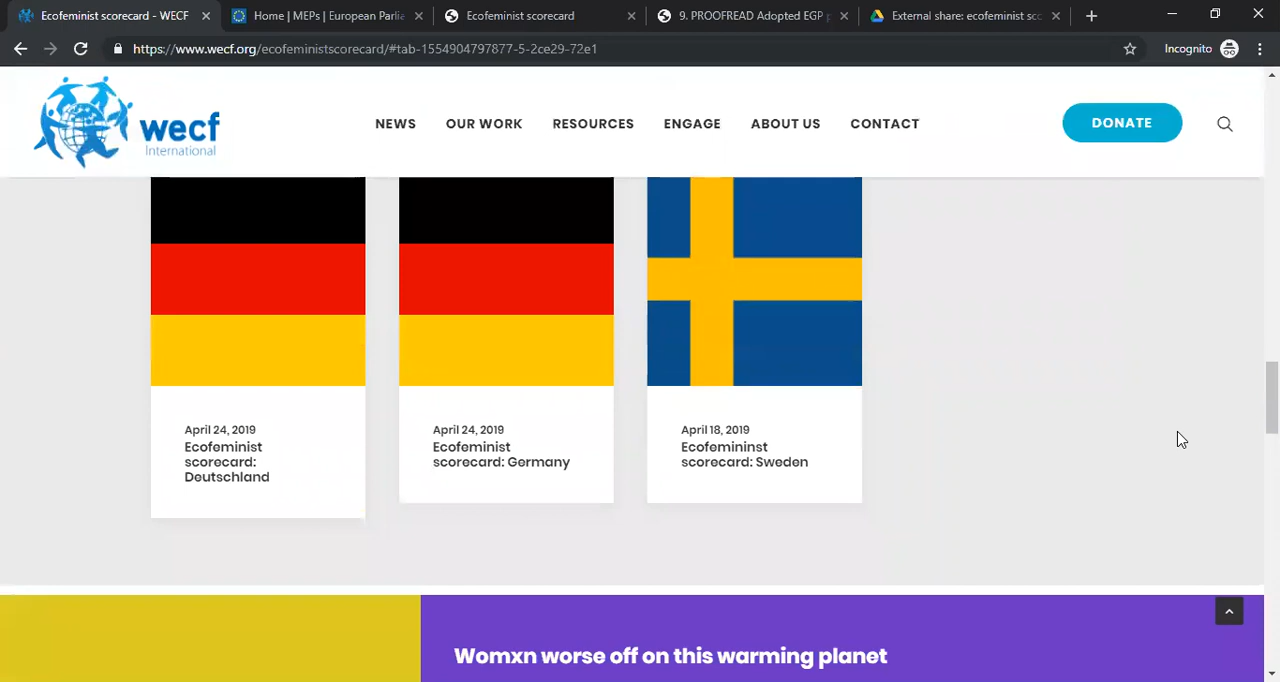 Ecofeminist scorecard - WECF
Home | MEPs | European Parlia
Ecofeminist scorecard
9. PROOFREAD Adopted EGP p
External share: ecofeminist sco
https://www.wecf.org/ecofeministscorecard/#tab-1554904797877-5-2ce29-72e1
Incognito
wecf
International
NEWS
OUR WORK
RESOURCES
ENGAGE
ABOUT US
CONTACT
DONATE
April 24, 2019
Ecofeminist
scorecard:
Deutschland
April 24, 2019
Ecofeminist
scorecard: Germany
April 18, 2019
Ecofemininst
scorecard: Sweden
Womxn worse off on this warming planet